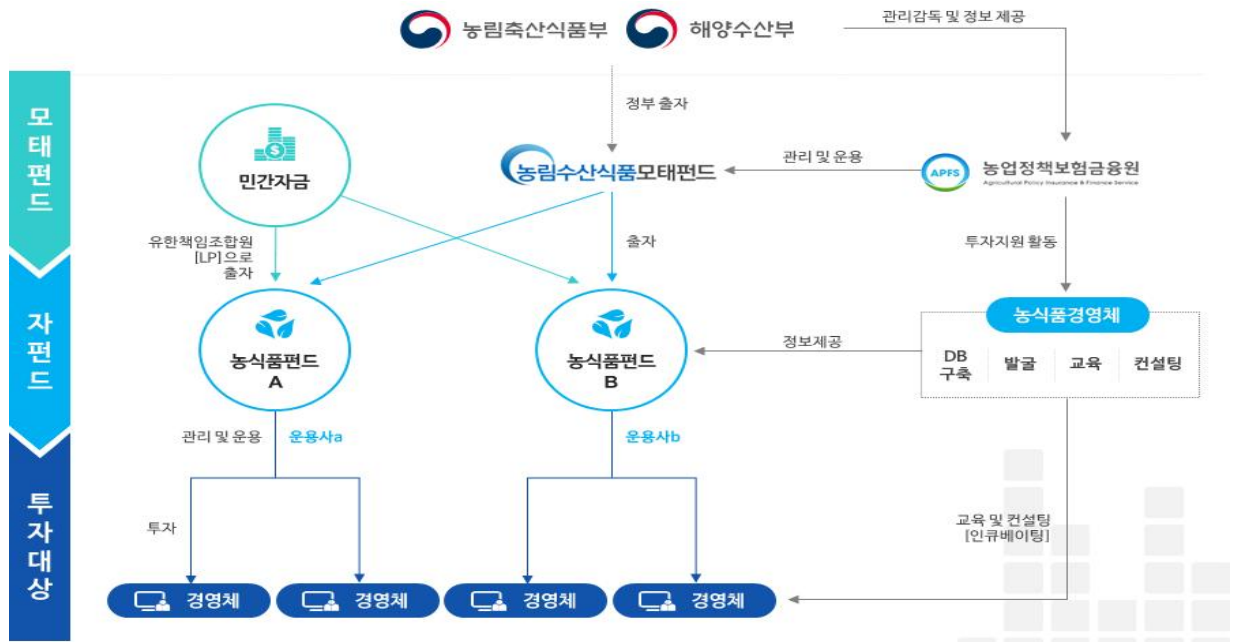 농림축산식품부
해양수산부
관리감독 및 정보 제공
모태펀드
정부 출자
민간자금
농림수산식품모태펀드
관리 및 운용
APFS
농업정책보험금융원
Agricultural Policy Insurance & Finance Service
유한책임조합원
[LP]으로
출자
출자
투자지원 활동
자펀드
농식품펀드
A
농식품펀드
B
정보제공
농식품경영체
DB
구축
발굴
교육
컨설팅
관리 및 운용
운용사a
운용사b
투자대상
투자
교육 및 컨설팅
[인큐베이팅]
경영체
경영체
경영체
경영체